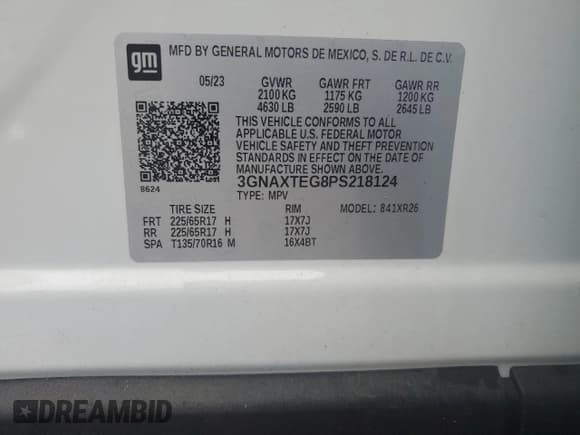 gm
MFD BY GENERAL MOTORS DE MEXICO, S. DE R.L. DE C.V.
05/23 GVWR GAWR FRT GAWR RR
2100 KG 1175 KG 1200 KG
4630 LB 2590 LB 2645 LB
THIS VEHICLE CONFORMS TO ALL
APPLICABLE U.S. FEDERAL MOTOR
VEHICLE SAFETY AND THEFT PREVENTION
STANDARDS IN EFFECT ON THE DATE OF
MANUFACTURE SHOWN ABOVE.
3GNAXTEG8PS218124
8624
TYPE: MPV
TIRE SIZE RIM MODEL: 841XR26
FRT 225/65R17 H 17X7J
RR 225/65R17 H 17X7J
SPA T135/70R16 M 16X4BT
DREAMBID